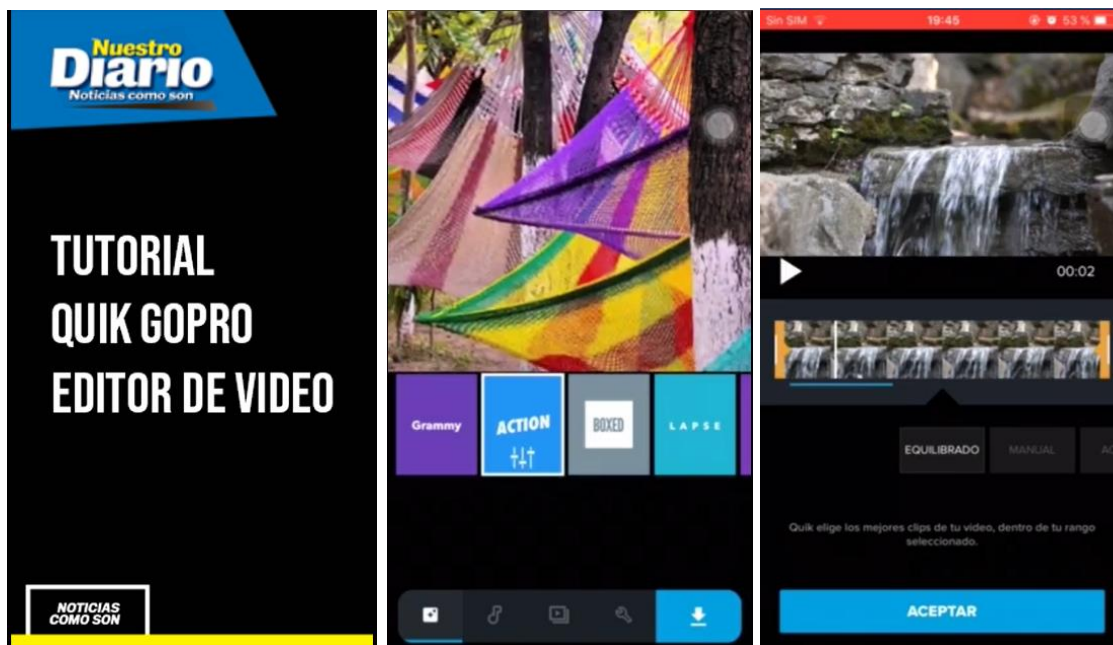 Nuestro
Diario
Noticias como son
TUTORIAL
QUIK GOPRO
EDITOR DE VIDEO
NOTICIAS
COMO SON
Grammy
ACTION
BOXED
LAPSE
Sin SIM
19:45
53 %
00:02
EQUILIBRADO
MANUAL
Quik elige los mejores clips de tu video, dentro de tu rango
seleccionado.
ACEPTAR